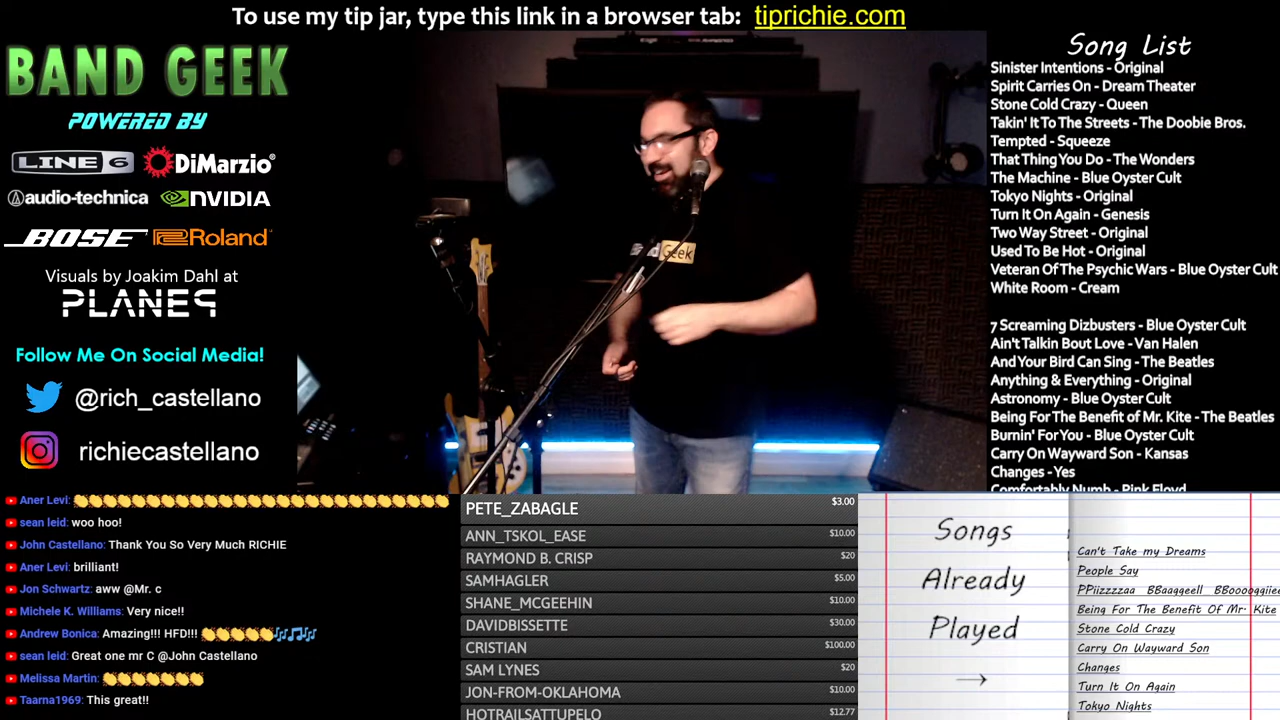 To use my tip jar, type this link in a browser tab: tiprichie.com
BAND GEEK
POWERED BY
LINE 6
DiMarzio®
audio-technica
NVIDIA
BOSE
Roland
Visuals by Joakim Dahl at
PLANE9
Follow Me On Social Media!
@rich_castellano
richiecastellano
Geek
Song List
Sinister Intentions - Original
Spirit Carries On - Dream Theater
Stone Cold Crazy - Queen
Takin' It To The Streets - The Doobie Bros.
Tempted - Squeeze
That Thing You Do - The Wonders
The Machine - Blue Oyster Cult
Tokyo Nights - Original
Turn It On Again - Genesis
Two Way Street - Original
Used To Be Hot - Original
Veteran Of The Psychic Wars - Blue Oyster Cult
White Room - Cream
7 Screaming Dizbusters - Blue Oyster Cult
Ain't Talkin Bout Love - Van Halen
And Your Bird Can Sing - The Beatles
Anything & Everything - Original
Astronomy - Blue Oyster Cult
Being For The Benefit of Mr. Kite - The Beatles
Burnin' For You - Blue Oyster Cult
Carry On Wayward Son - Kansas
Changes - Yes
Comfortably Numb - Pink Floyd
Aner Levi: 👏👏👏👏👏👏👏👏👏👏👏👏👏👏👏👏👏👏👏👏👏👏👏👏👏👏
sean leid: woo hoo!
John Castellano: Thank You So Very Much RICHIE
Aner Levi: brilliant!
Jon Schwartz: aww @Mr. c
Michele K. Williams: Very nice!!
Andrew Bonica: Amazing!!! HFD!!! 👏👏👏👏👏🎶🎶🎶
sean leid: Great one mr C @John Castellano
Melissa Martin: 👏👏👏👏👏👏👏
Taarna1969: This great!!
PETE_ZABAGLE $3.00
ANN_TSKOL_EASE $10.00
RAYMOND B. CRISP $20
SAMHAGLER $5.00
SHANE_MCGEEHIN $10.00
DAVIDBISSETTE $30.00
CRISTIAN $100.00
SAM LYNES $20
JON-FROM-OKLAHOMA $10.00
HOTRAILSATTUPELO $12.77
Songs
Already
Played
→
Can't Take my Dreams
People Say
PPiizzzzaa BBaaggeell BBoooggiiee
Being For The Benefit Of Mr. Kite
Stone Cold Crazy
Carry On Wayward Son
Changes
Turn It On Again
Tokyo Nights